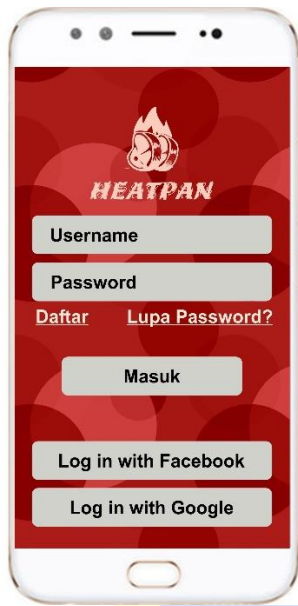 HEATPAN
Username
Password
Daftar Lupa Password?
Masuk
Log in with Facebook
Log in with Google